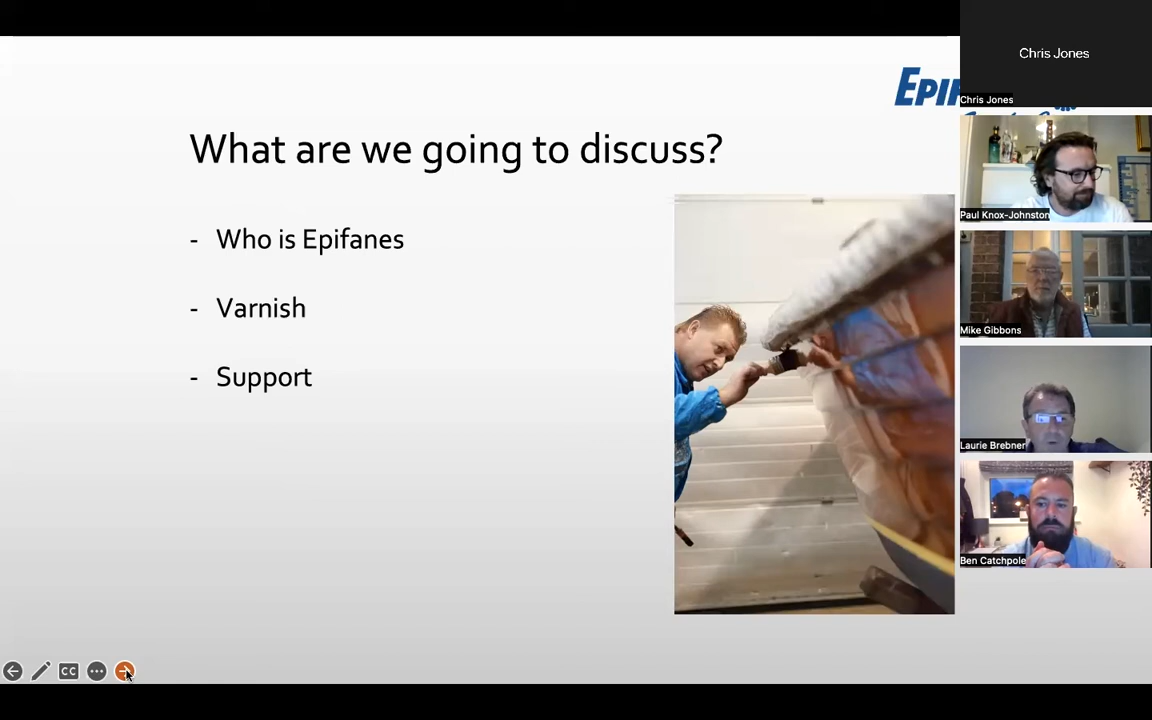 What are we going to discuss?
- Who is Epifanes
- Varnish
- Support
CC
Chris Jones
Chris Jones
Paul Knox-Johnston
Mike Gibbons
Laurie Brebner
Ben Catchpole